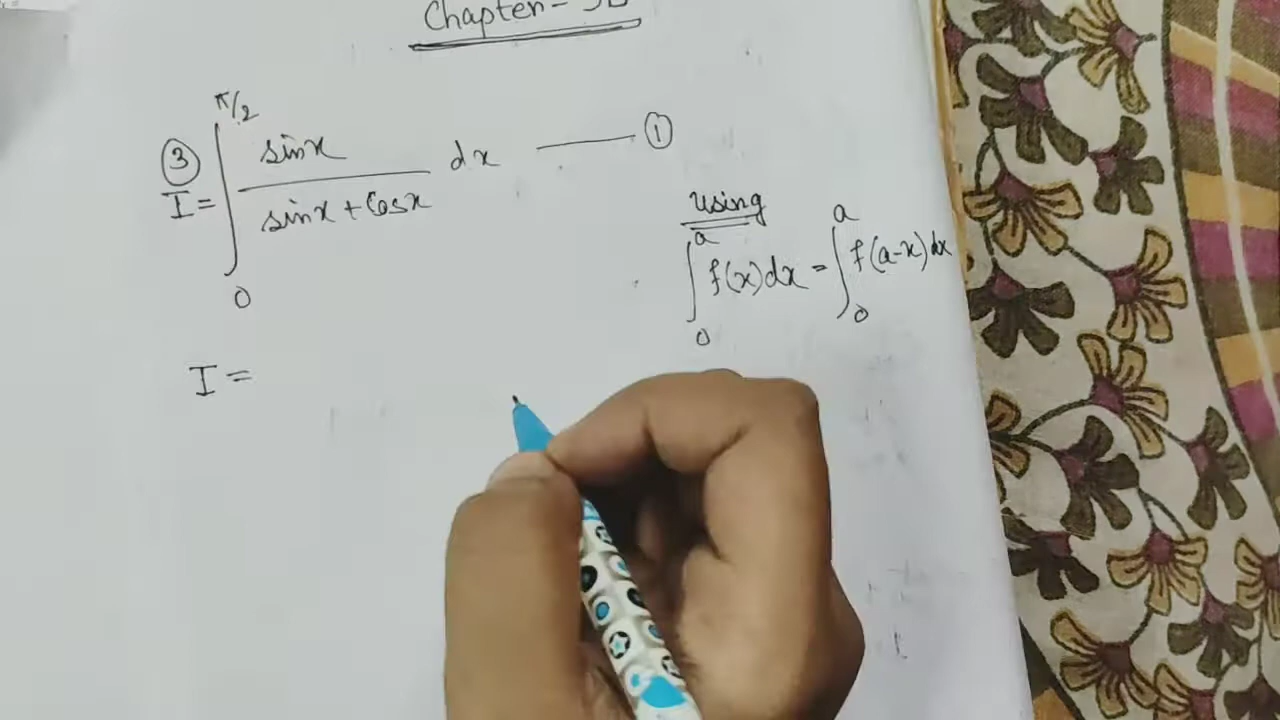 Chapter-
π/2
③ ∫ sinx dx ——— ①
I = sinx + Cosx
0
using
a a
∫ f(x)dx = ∫ f(a-x)dx
0 0
I =